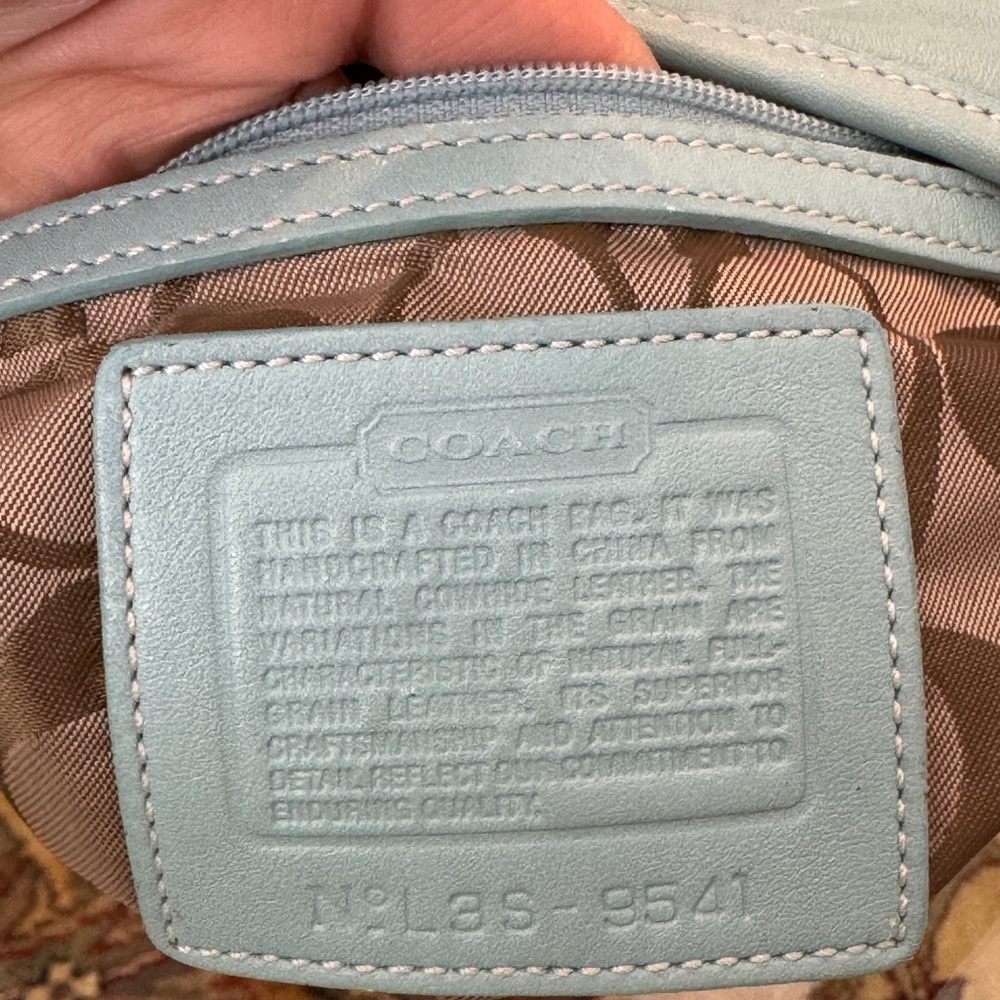 COACH
THIS IS A COACH BAG. IT WAS
HANDCRAFTED IN CHINA FROM
NATURAL COWHIDE LEATHER. THE
VARIATIONS IN THE GRAIN ARE
CHARACTERISTIC OF NATURAL FULL-
GRAIN LEATHER. ITS SUPERIOR
CRAFTSMANSHIP AND ATTENTION TO
DETAIL REFLECT OUR COMMITMENT TO
ENDURING QUALITY.
Nº L3S-9541